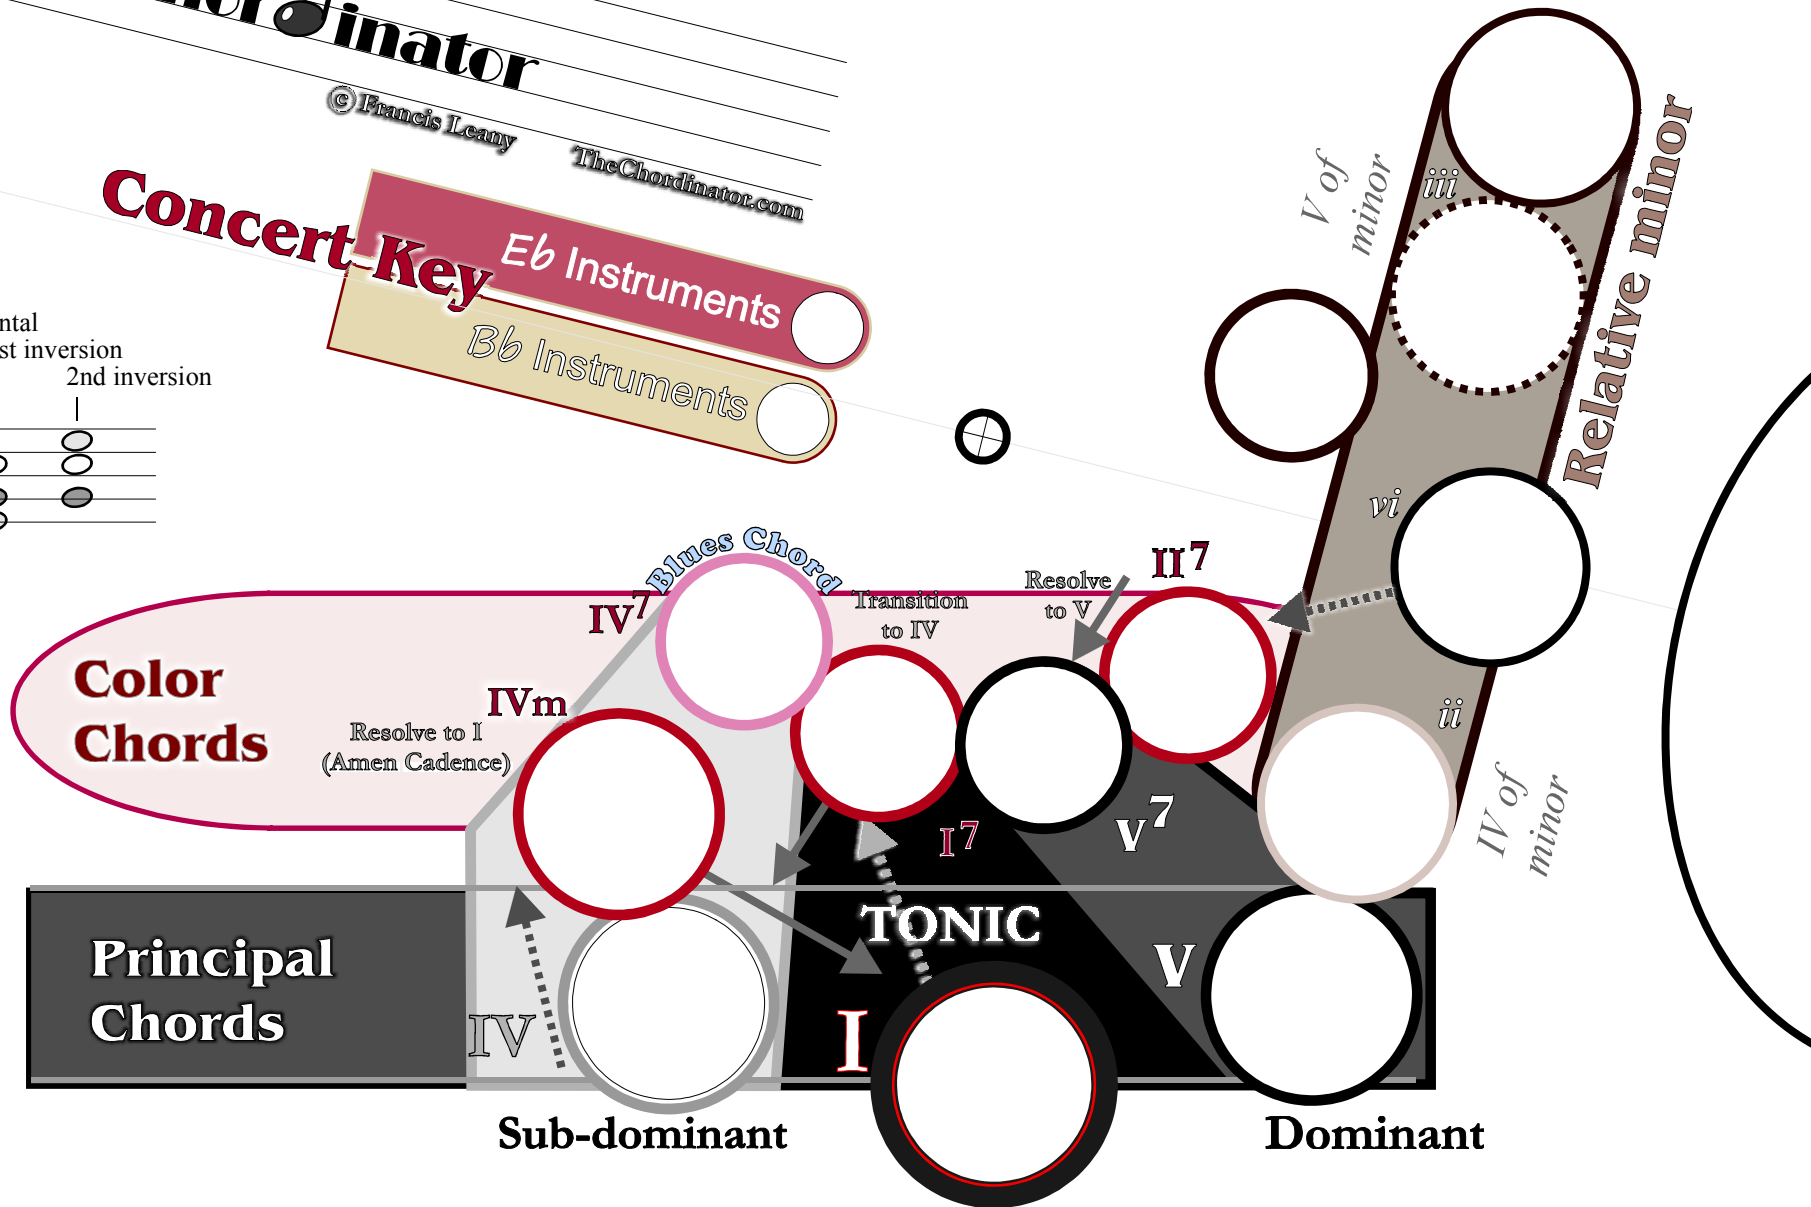 inator
© Francis Leany
TheChordinator.com
Concert Key
Eb Instruments
Bb Instruments
ntal
st inversion
2nd inversion
V of
minor
iii
Relative minor
vi
ii
IV of
minor
Blues Chord
IV7
Transition
to IV
Resolve
to V
II7
Color
Chords
IVm
Resolve to I
(Amen Cadence)
I7
V7
TONIC
Principal
Chords
IV
I
V
Sub-dominant
Dominant